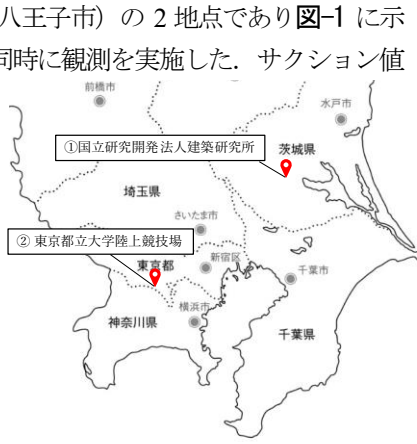 八王子市）の 2 地点であり図-1 に示
同時に観測を実施した．サクション値
前橋市
水戸市
①国立研究開発法人建築研究所
茨城県
埼玉県
さいたま市
② 東京都立大学陸上競技場
東京都
新宿区
千葉市
神奈川県
横浜市
千葉県